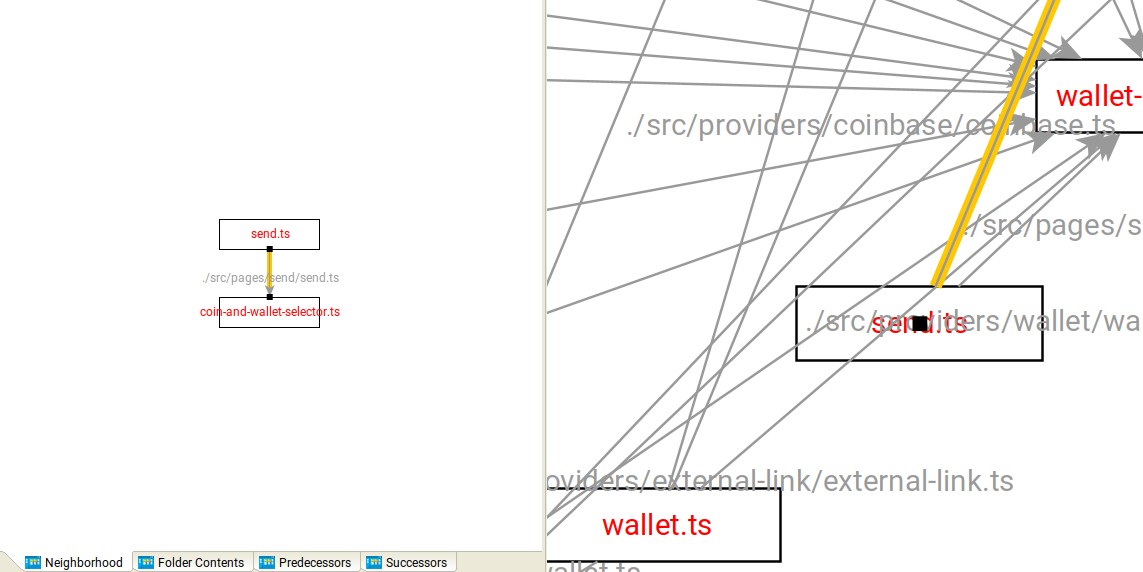 send.ts
./src/pages/send/send.ts
coin-and-wallet-selector.ts
Neighborhood
Folder Contents
Predecessors
Successors
wallet-
./src/providers/coinbase/coinbase.ts
./src/pages/s
send.ts
./src/providers/wallet/wa
oviders/external-link/external-link.ts
wallet.ts
wallet.ts